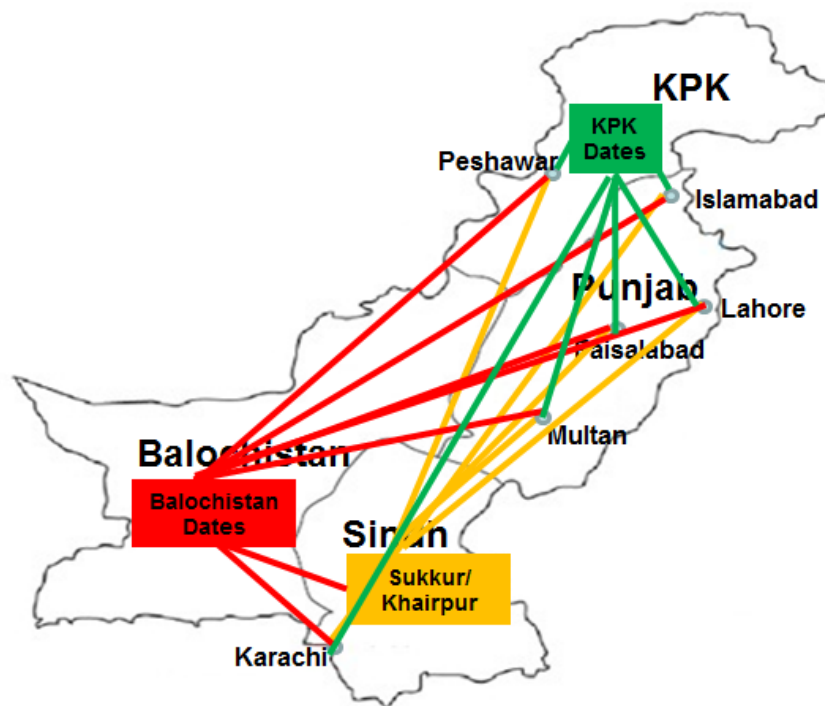 KPK
KPK
Dates
Peshawar
Islamabad
Punjab
Lahore
Faisalabad
Multan
Balochistan
Balochistan
Dates
Sindh
Sukkur/
Khairpur
Karachi